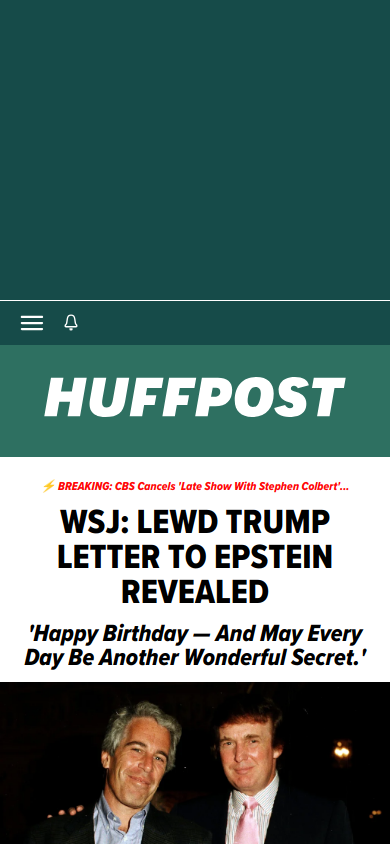 HUFFPOST
⚡ BREAKING: CBS Cancels 'Late Show With Stephen Colbert'...
WSJ: LEWD TRUMP
LETTER TO EPSTEIN
REVEALED
'Happy Birthday — And May Every
Day Be Another Wonderful Secret.'